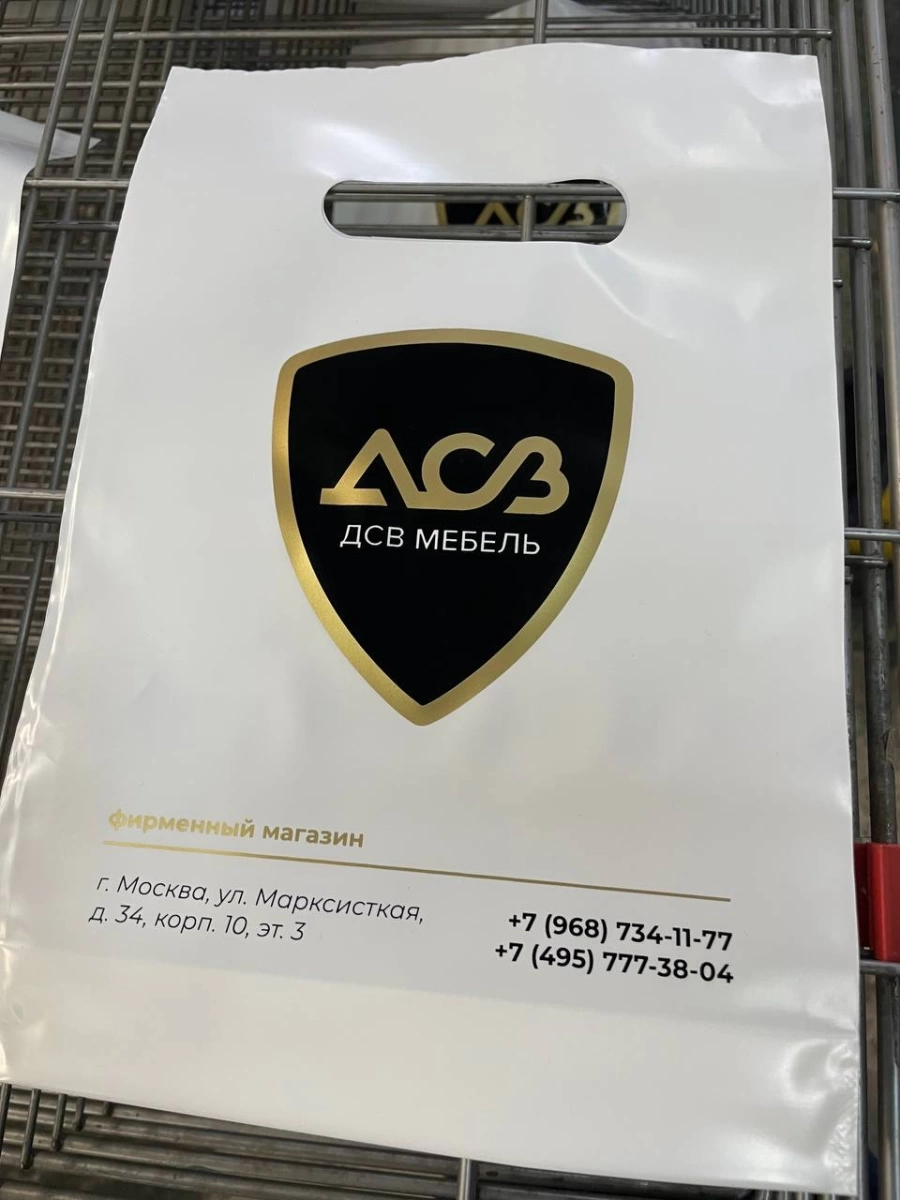 ДСВ
ДСВ МЕБЕЛЬ
фирменный магазин
г. Москва, ул. Марксисткая,
д. 34, корп. 10, эт. 3
+7 (968) 734-11-77
+7 (495) 777-38-04